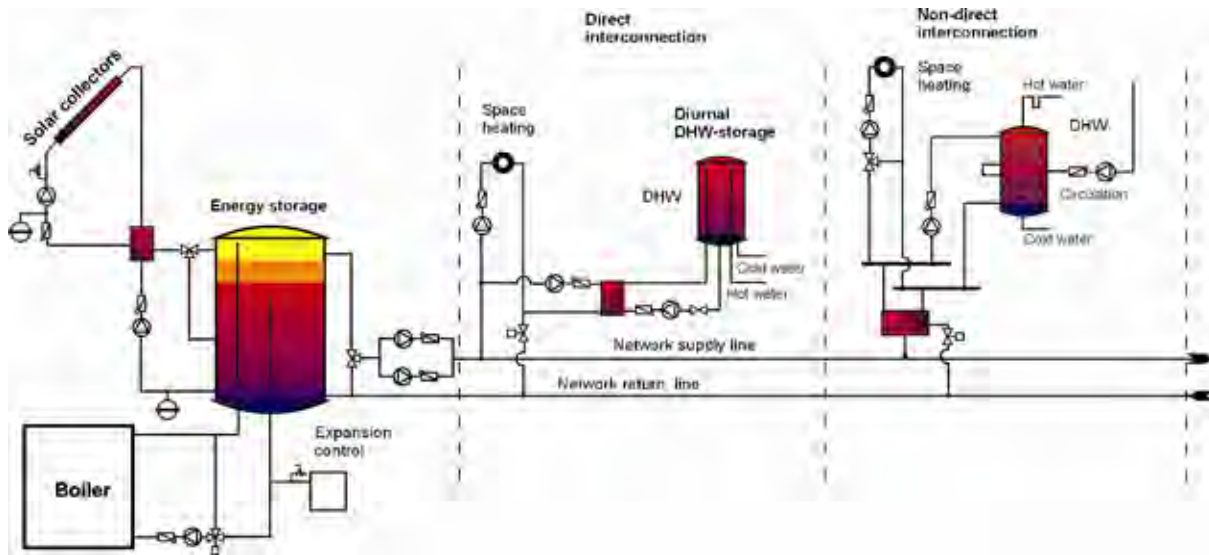 Direct
interconnection
Non-direct
interconnection
Solar collectors
Space
heating
Diurnal
DHW-storage
Space
heating
Hot water
DHW
Energy storage
DHW
Circulation
Cold water
Hot water
Cold water
Network supply line
Network return line
Expansion
control
Boiler